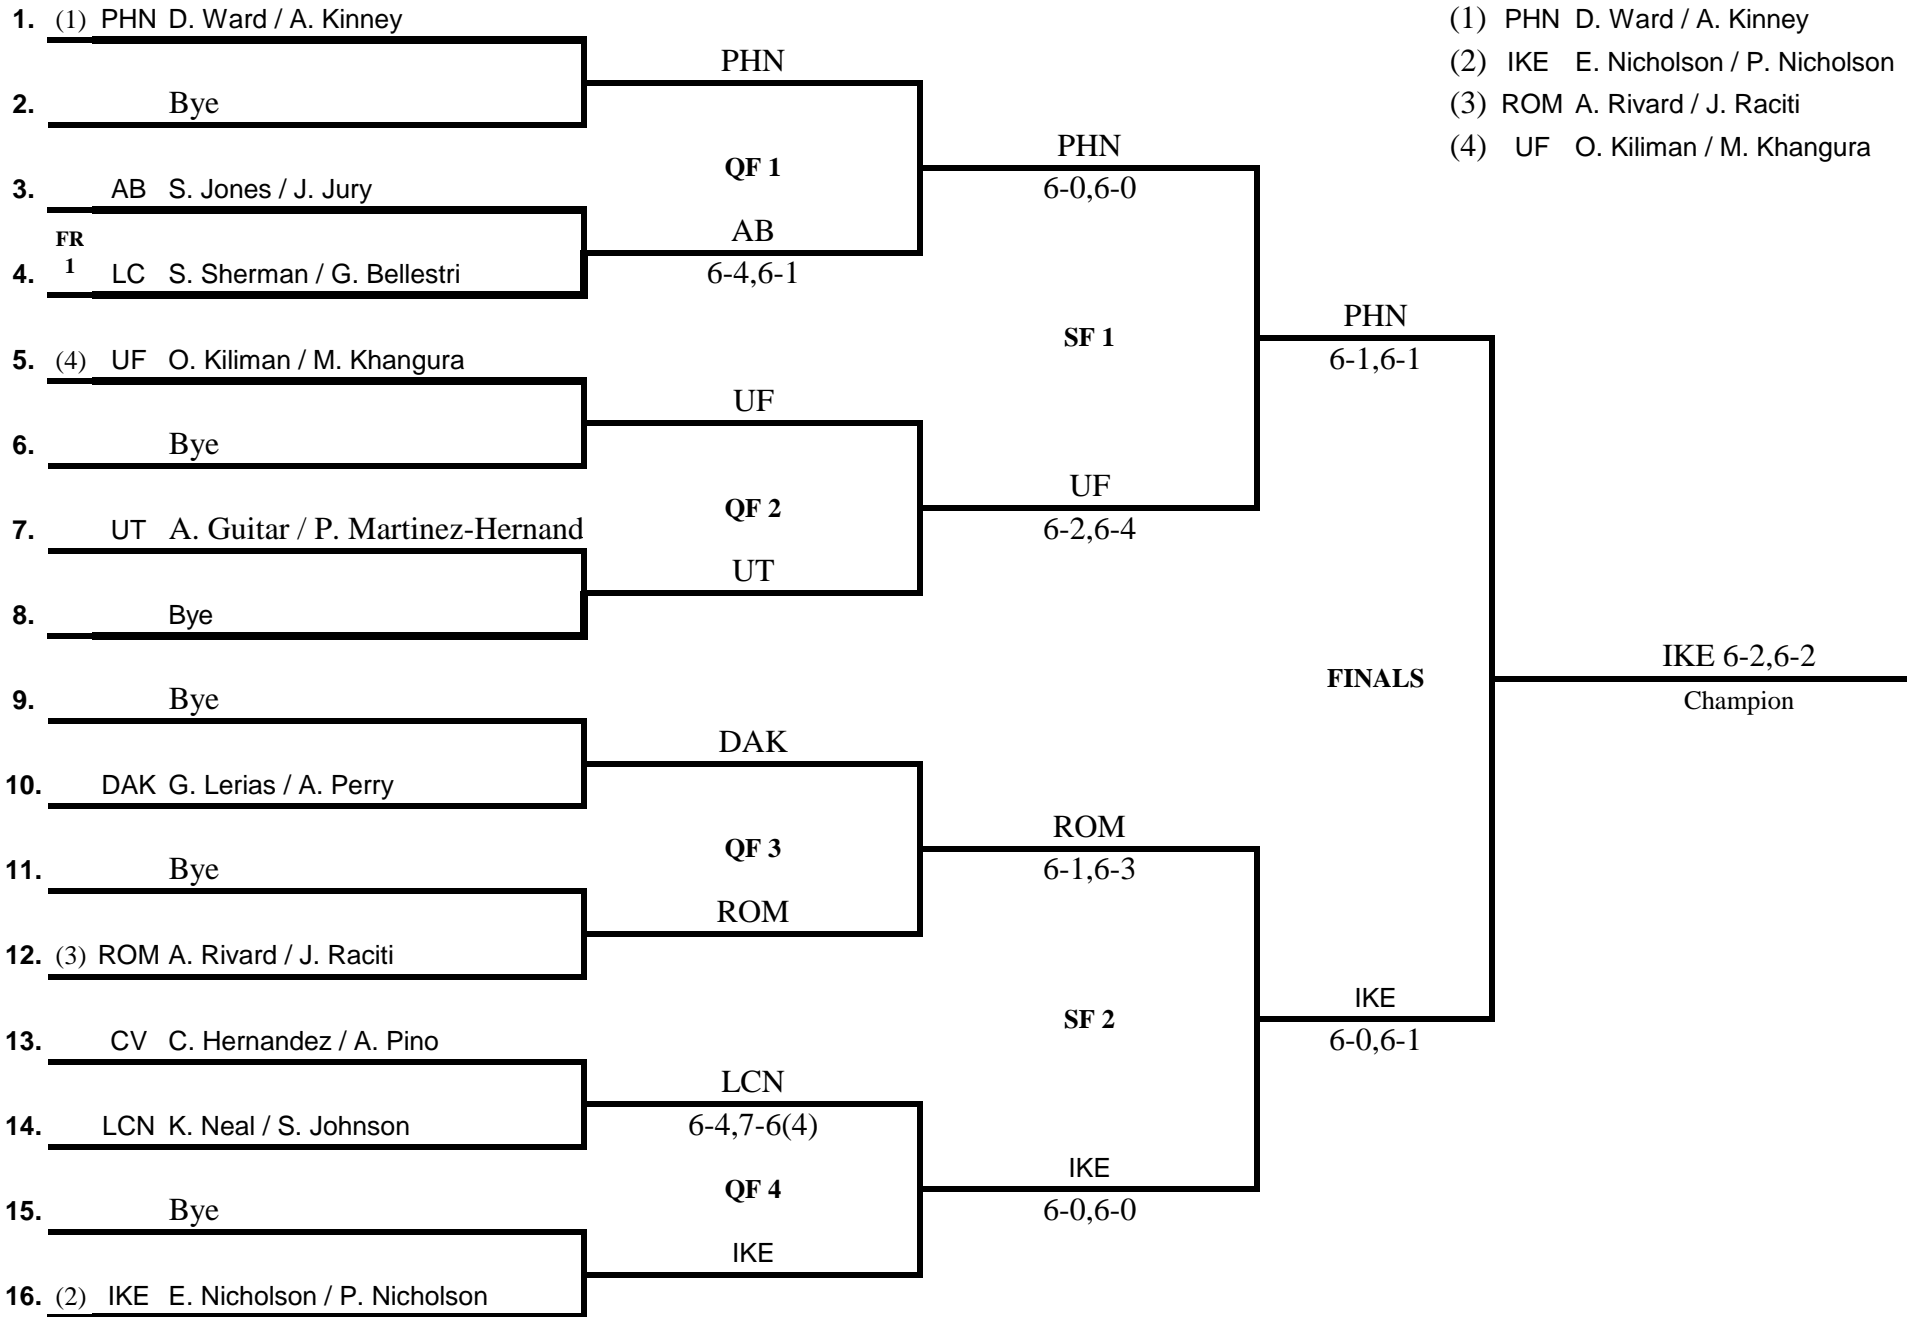 1. (1) PHN D. Ward / A. Kinney
2. Bye
3. AB S. Jones / J. Jury
FR
1
4. LC S. Sherman / G. Bellestri
5. (4) UF O. Kiliman / M. Khangura
6. Bye
7. UT A. Guitar / P. Martinez-Hernand
8. Bye
9. Bye
10. DAK G. Lerias / A. Perry
11. Bye
12. (3) ROM A. Rivard / J. Raciti
13. CV C. Hernandez / A. Pino
14. LCN K. Neal / S. Johnson
15. Bye
16. (2) IKE E. Nicholson / P. Nicholson
PHN
QF 1
AB
6-4,6-1
UF
QF 2
UT
DAK
QF 3
ROM
LCN
6-4,7-6(4)
QF 4
IKE
PHN
6-0,6-0
SF 1
UF
6-2,6-4
ROM
6-1,6-3
SF 2
IKE
6-0,6-0
PHN
6-1,6-1
FINALS
IKE
6-0,6-1
IKE 6-2,6-2
Champion
(1) PHN D. Ward / A. Kinney
(2) IKE E. Nicholson / P. Nicholson
(3) ROM A. Rivard / J. Raciti
(4) UF O. Kiliman / M. Khangura